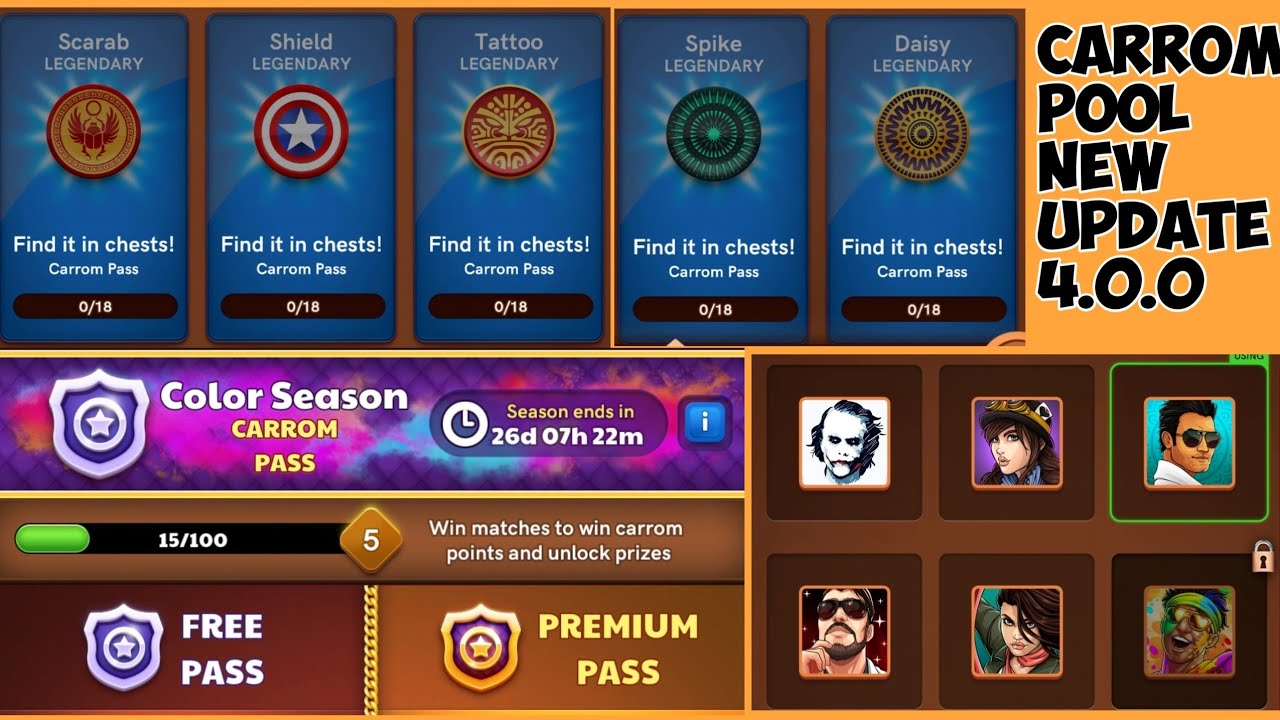 Scarab
LEGENDARY
Find it in chests!
Carrom Pass
0/18
Shield
LEGENDARY
Find it in chests!
Carrom Pass
0/18
Tattoo
LEGENDARY
Find it in chests!
Carrom Pass
0/18
Spike
LEGENDARY
Find it in chests!
Carrom Pass
0/18
Daisy
LEGENDARY
Find it in chests!
Carrom Pass
0/18
CARROM
POOL
NEW
UPDATE
4.0.0
Color Season
CARROM
PASS
Season ends in
26d 07h 22m
i
15/100
5
Win matches to win carrom
points and unlock prizes
FREE
PASS
PREMIUM
PASS
USING